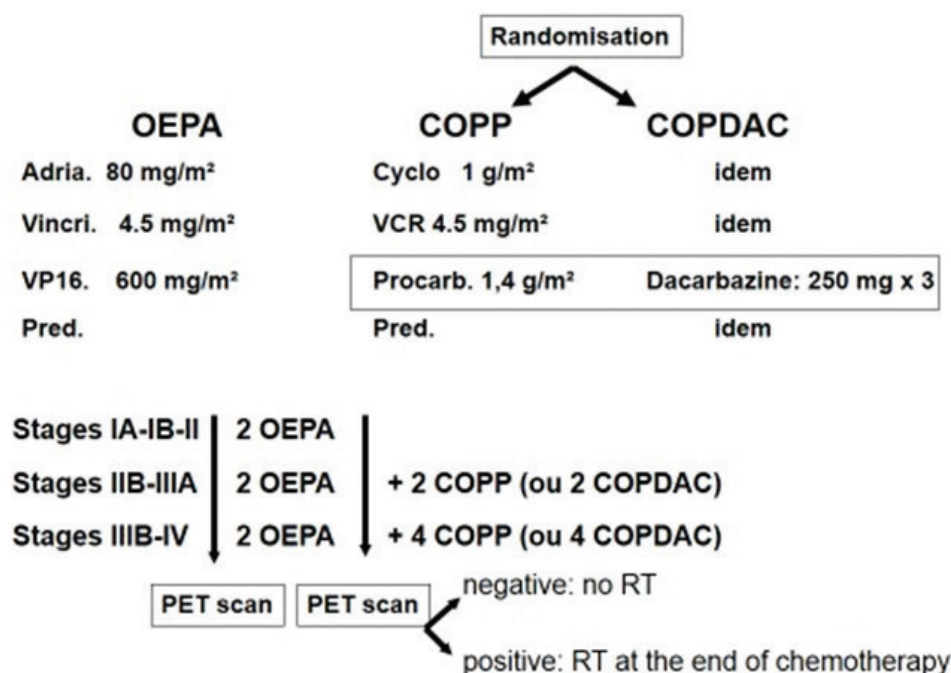 Randomisation
OEPA COPP COPDAC
Adria. 80 mg/m² Cyclo 1 g/m² idem
Vincri. 4.5 mg/m² VCR 4.5 mg/m² idem
VP16. 600 mg/m² Procarb. 1,4 g/m² Dacarbazine: 250 mg x 3
Pred. Pred. idem
Stages IA-IB-II 2 OEPA
Stages IIB-IIIA 2 OEPA + 2 COPP (ou 2 COPDAC)
Stages IIIB-IV 2 OEPA + 4 COPP (ou 4 COPDAC)
PET scan PET scan negative: no RT
positive: RT at the end of chemotherapy